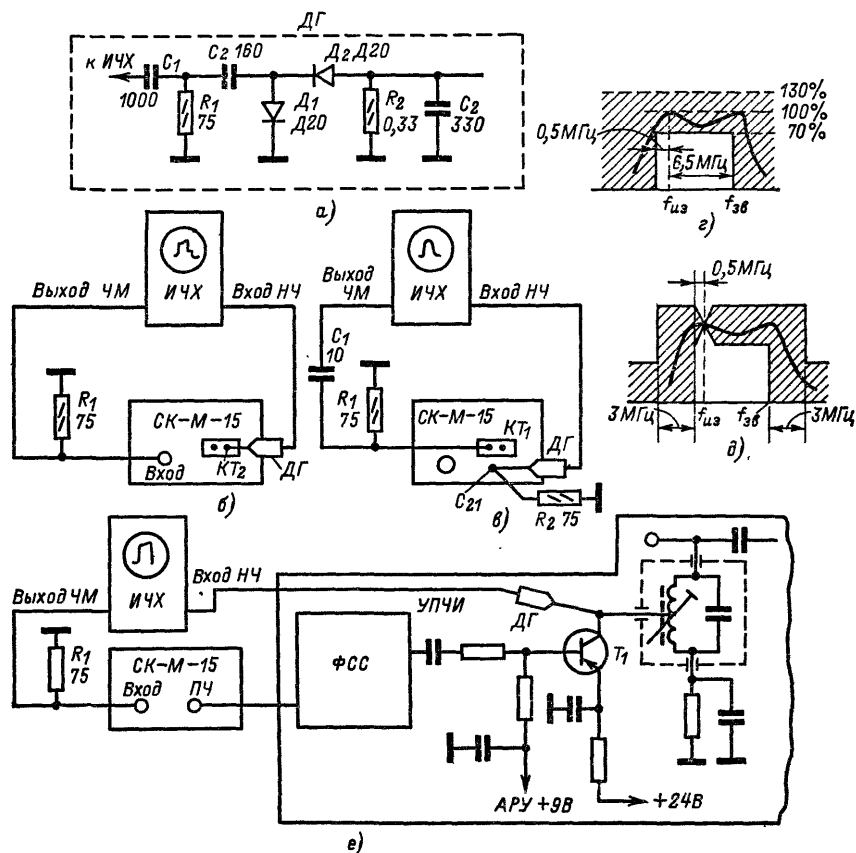 ДГ
к ИЧХ
C1
1000
R1
75
C2 160
Д1
Д20
Д2 Д20
R2
0,33
C2
330
а)
130%
100%
70%
0,5МГц
6,5МГц
fиз
fзв
г)
Выход ЧМ
ИЧХ
Вход НЧ
R1
75
СК-М-15
Вход
КТ2
ДГ
б)
Выход
ЧМ
ИЧХ
Вход НЧ
C1
10
R1
75
СК-М-15
КТ1
ДГ
C21
R2 75
в)
0,5МГц
3МГц
fиз
fзв
3МГц
д)
Выход ЧМ
ИЧХ
Вход НЧ
R1
75
СК-М-15
Вход
ПЧ
ФСС
УПЧИ
ДГ
T1
АРУ +9В
+24В
е)